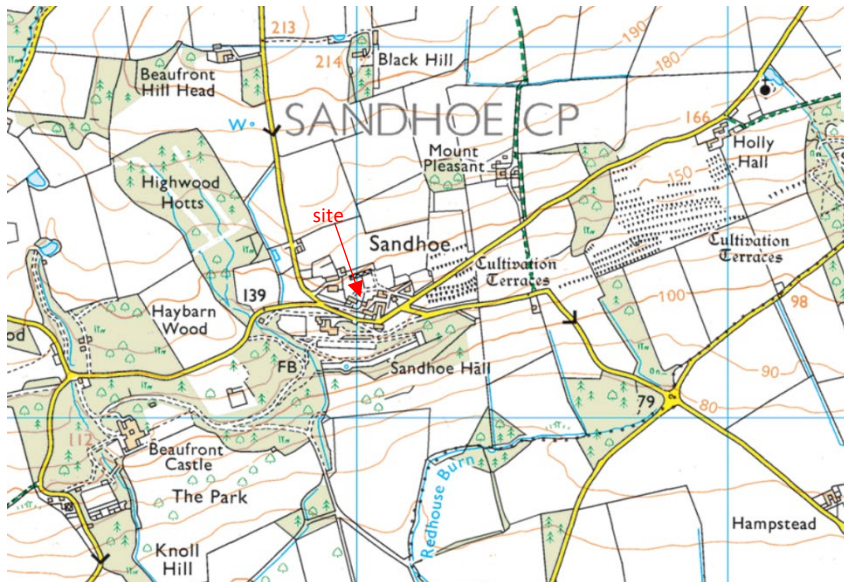 213
190
180
214
Black Hill
Beaufront
Hill Head
W
SANDHOE CP
166
Holly
Hall
Mount
Pleasant
150
Highwood
Hotts
site
Sandhoe
Cultivation
Terraces
Cultivation
Terraces
139
100
98
Haybarn
Wood
FB
Sandhoe Hall
90
79
80
112
Beaufront
Castle
The Park
Redhouse Burn
Hampstead
Knoll
Hill